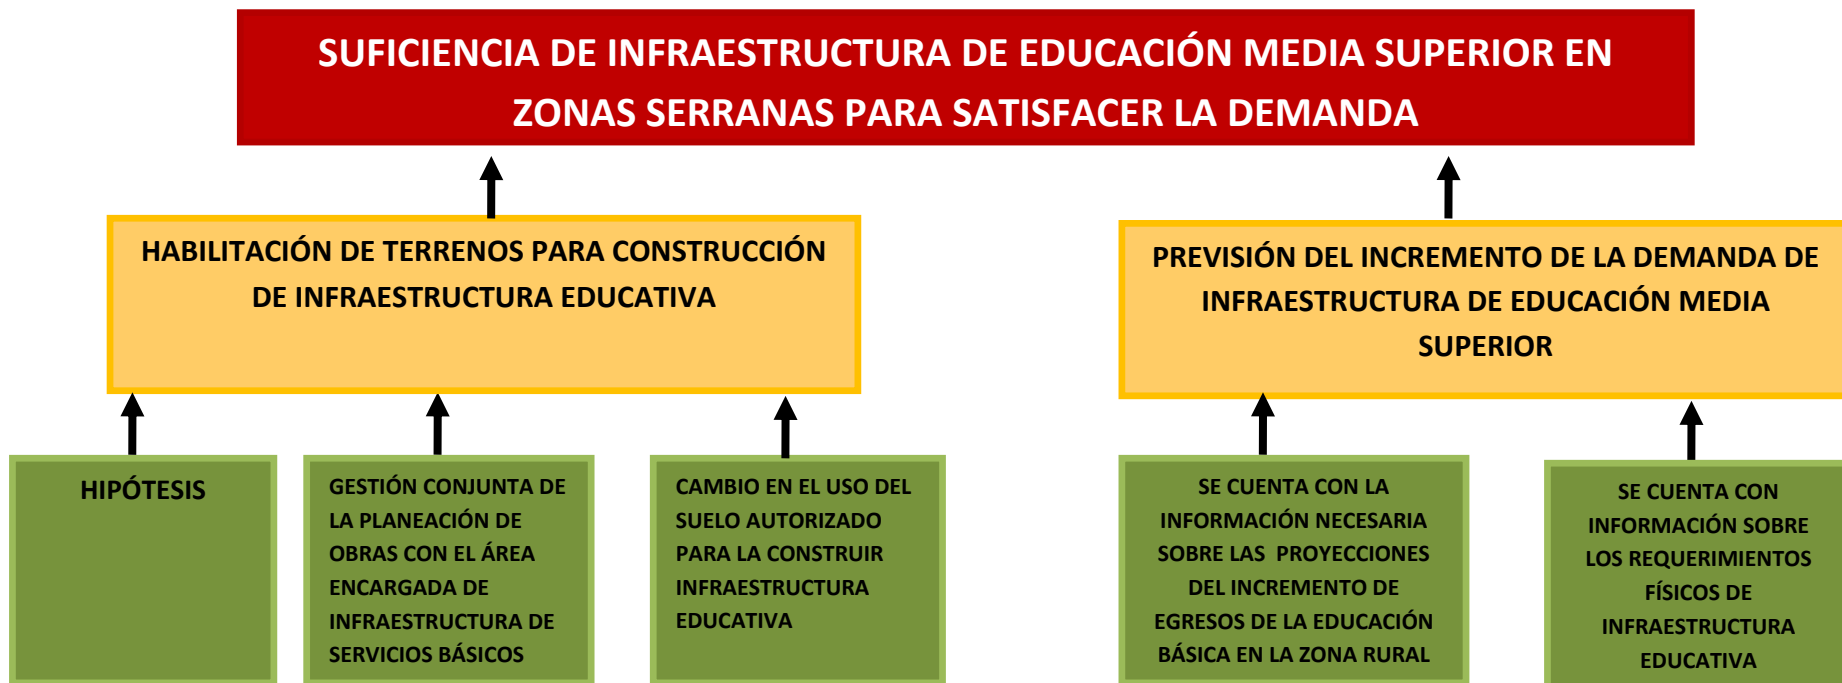 SUFICIENCIA DE INFRAESTRUCTURA DE EDUCACIÓN MEDIA SUPERIOR EN
ZONAS SERRANAS PARA SATISFACER LA DEMANDA
HABILITACIÓN DE TERRENOS PARA CONSTRUCCIÓN
DE INFRAESTRUCTURA EDUCATIVA
PREVISIÓN DEL INCREMENTO DE LA DEMANDA DE
INFRAESTRUCTURA DE EDUCACIÓN MEDIA
SUPERIOR
HIPÓTESIS
GESTIÓN CONJUNTA DE
LA PLANEACIÓN DE
OBRAS CON EL ÁREA
ENCARGADA DE
INFRAESTRUCTURA DE
SERVICIOS BÁSICOS
CAMBIO EN EL USO DEL
SUELO AUTORIZADO
PARA LA CONSTRUIR
INFRAESTRUCTURA
EDUCATIVA
SE CUENTA CON LA
INFORMACIÓN NECESARIA
SOBRE LAS PROYECCIONES
DEL INCREMENTO DE
EGRESOS DE LA EDUCACIÓN
BÁSICA EN LA ZONA RURAL
SE CUENTA CON
INFORMACIÓN SOBRE
LOS REQUERIMIENTOS
FÍSICOS DE
INFRAESTRUCTURA
EDUCATIVA